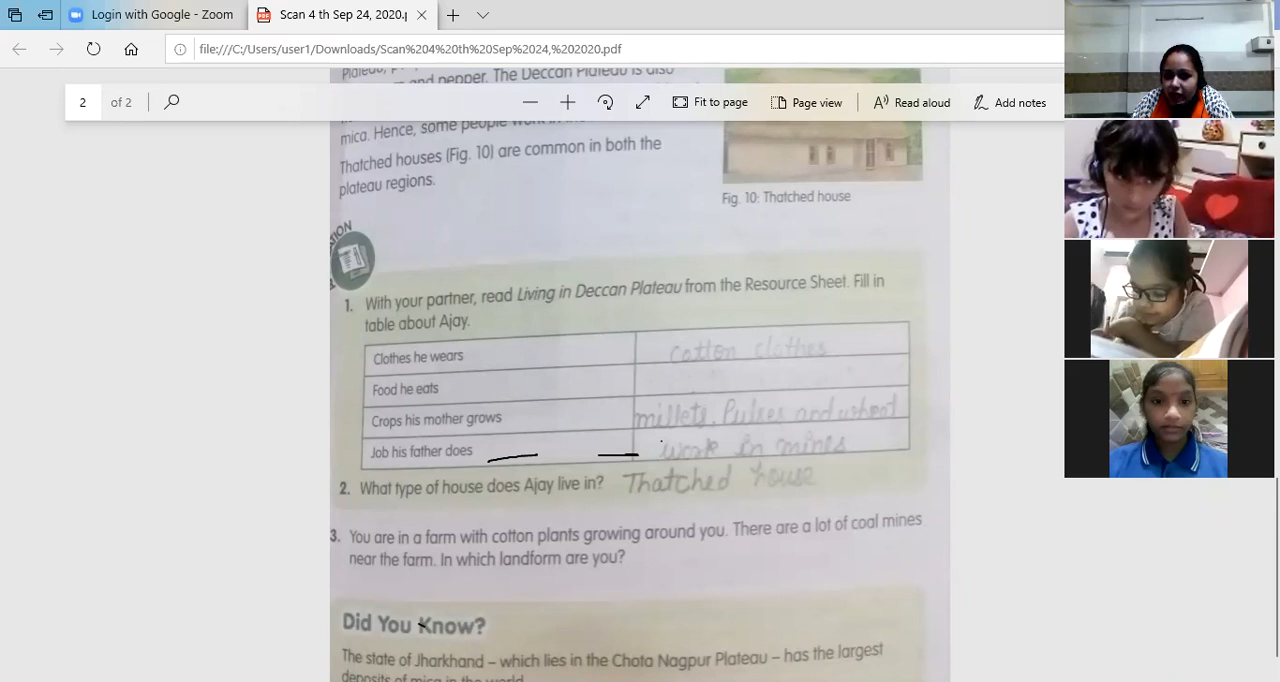 Login with Google - Zoom
Scan 4 th Sep 24, 2020.p
file:///C:/Users/user1/Downloads/Scan%204%20th%20Sep%2024,%202020.pdf
2 of 2
Fit to page
Page view
Read aloud
Add notes
and pepper. The Deccan Plateau is also
mica. Hence, some people work in
Thatched houses (Fig. 10) are common in both the
plateau regions.
Fig. 10: Thatched house
1. With your partner, read Living in Deccan Plateau from the Resource Sheet. Fill in
table about Ajay.
Clothes he wears cotton clothes
Food he eats
Crops his mother grows millets, Pulses and wheat
Job his father does work in mines
2. What type of house does Ajay live in? Thatched house
3. You are in a farm with cotton plants growing around you. There are a lot of coal mines
near the farm. In which landform are you?
Did You Know?
The state of Jharkhand – which lies in the Chota Nagpur Plateau – has the largest
deposits of mica in the world